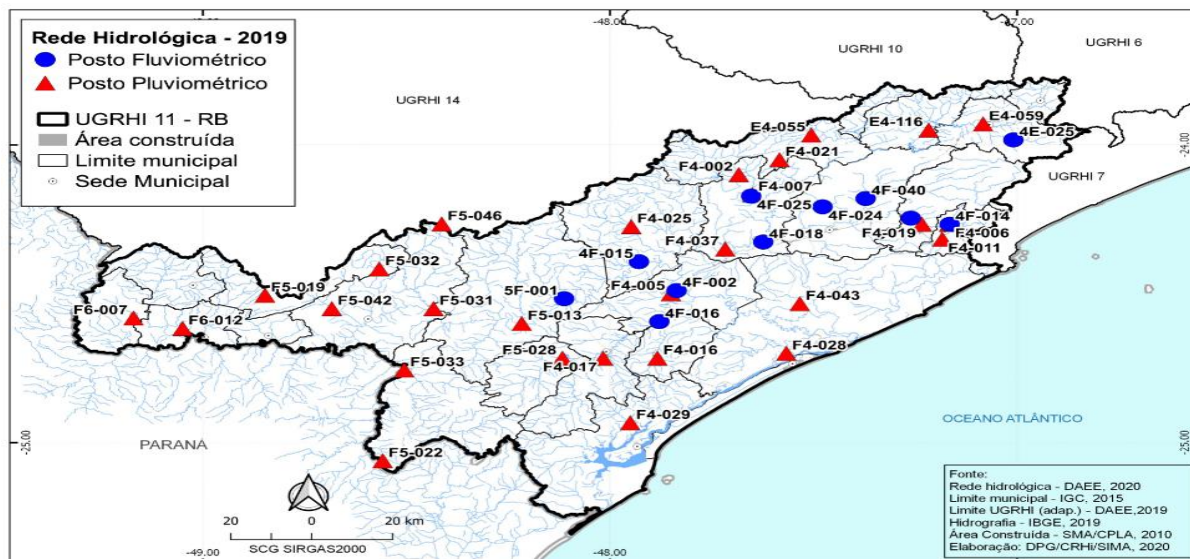 Rede Hidrológica - 2019
Posto Fluviométrico
Posto Pluviométrico
UGRHI 11 - RB
Área construída
Limite municipal
Sede Municipal
-48.00
-47.00
UGRHI 6
UGRHI 10
UGRHI 14
UGRHI 7
-24.00
-24.00
E4-059
E4-116
E4-055
4E-025
F4-021
F4-002
F4-007
4F-040
4F-025
4F-024
4F-014
F4-019
F4-006
F4-011
F5-046
F4-025
4F-018
F4-037
4F-015
F5-032
F4-005
4F-002
5F-001
F5-019
F5-042
F5-031
F4-043
F6-007
F6-012
F5-013
4F-016
F5-028
F4-017
F4-016
F4-028
F5-033
F4-029
F5-022
PARANÁ
OCEANO ATLÂNTICO
-25.00
-25.00
20 0 20 km
SCG SIRGAS2000
-49.00
-48.00
-47.00
Fonte:
Rede hidrológica - DAEE, 2020
Limite municipal - IGC, 2015
Limite UGRHI (adap.) - DAEE,2019
Hidrografia - IBGE, 2019
Área Construída - SMA/CPLA, 2010
Elaboração: DPG/CRHi/SIMA, 2020